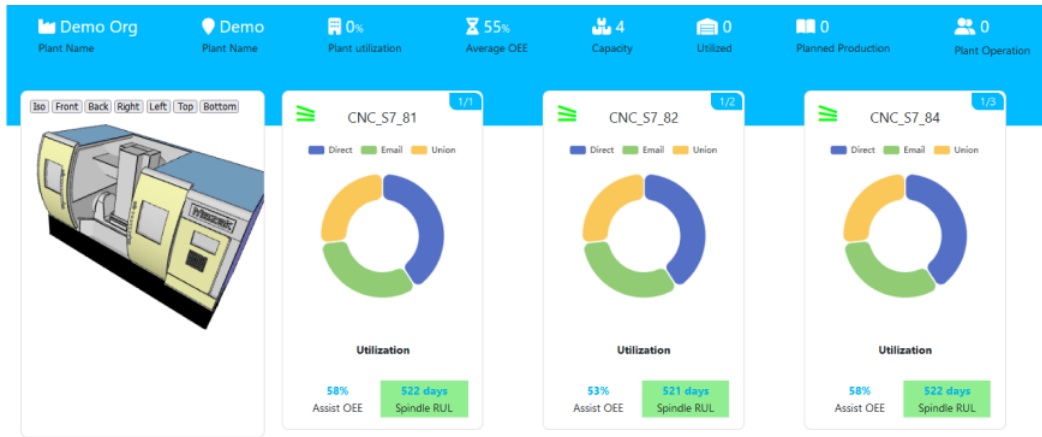 Demo Org
Plant Name
Demo
Plant Name
0%
Plant utilization
55%
Average OEE
4
Capacity
0
Utilized
0
Planned Production
0
Plant Operation
Iso Front Back Right Left Top Bottom
1/1
CNC_S7_81
Direct Email Union
Utilization
58%
Assist OEE
522 days
Spindle RUL
1/2
CNC_S7_82
Direct Email Union
Utilization
53%
Assist OEE
521 days
Spindle RUL
1/3
CNC_S7_84
Direct Email Union
Utilization
58%
Assist OEE
522 days
Spindle RUL